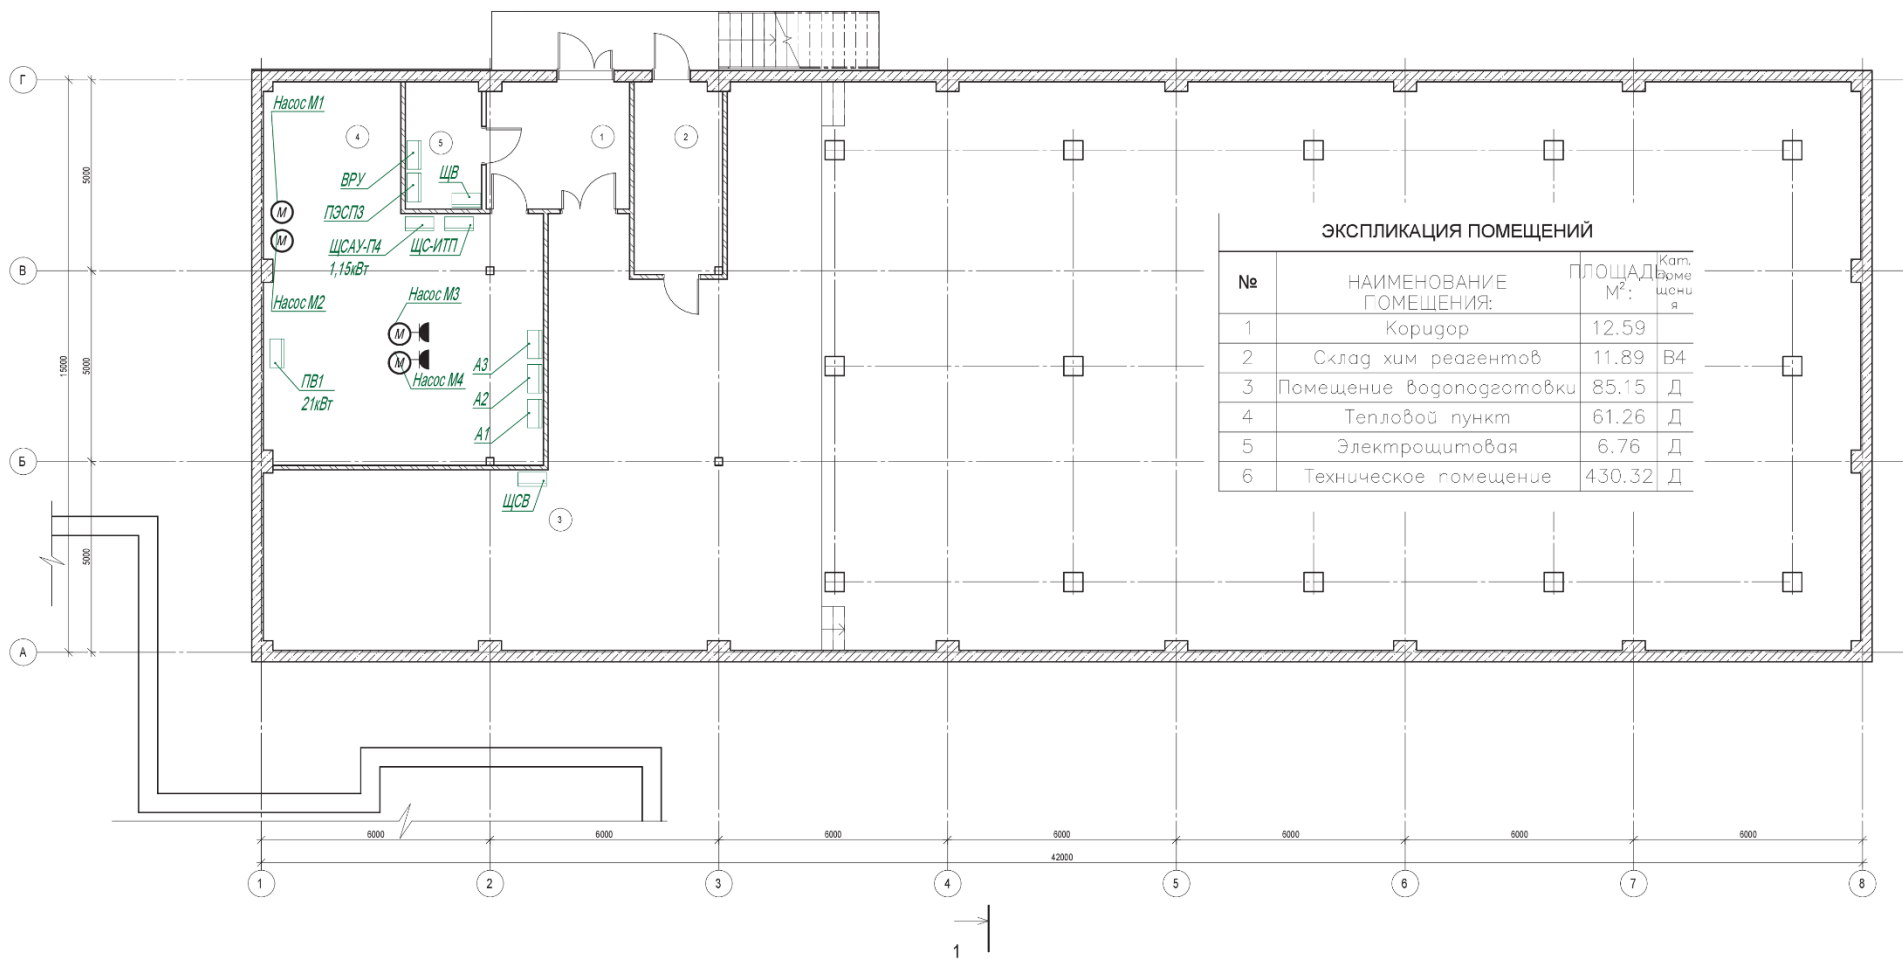 Г
Насос М1
4
5
1
2
ВРУ
ЩВ
ПЭСПЗ
ЩСАУ-П4
1,15кВт
ЩС-ИТП
5000
В
Насос М2
Насос М3
15000
5000
ПВ1
21кВт
Насос М4
А3
А2
А1
Б
ЩСВ
3
5000
А
ЭКСПЛИКАЦИЯ ПОМЕЩЕНИЙ
№ НАИМЕНОВАНИЕ ПЛОЩАДЬ Кат.
ПОМЕЩЕНИЯ: М²: поме
щени
я
1 Коридор 12.59
2 Склад хим реагентов 11.89 В4
3 Помещение водоподготовки 85.15 Д
4 Тепловой пункт 61.26 Д
5 Электрощитовая 6.76 Д
6 Техническое помещение 430.32 Д
6000 6000 6000 6000 6000 6000 6000
42000
1 2 3 4 5 6 7 8
1